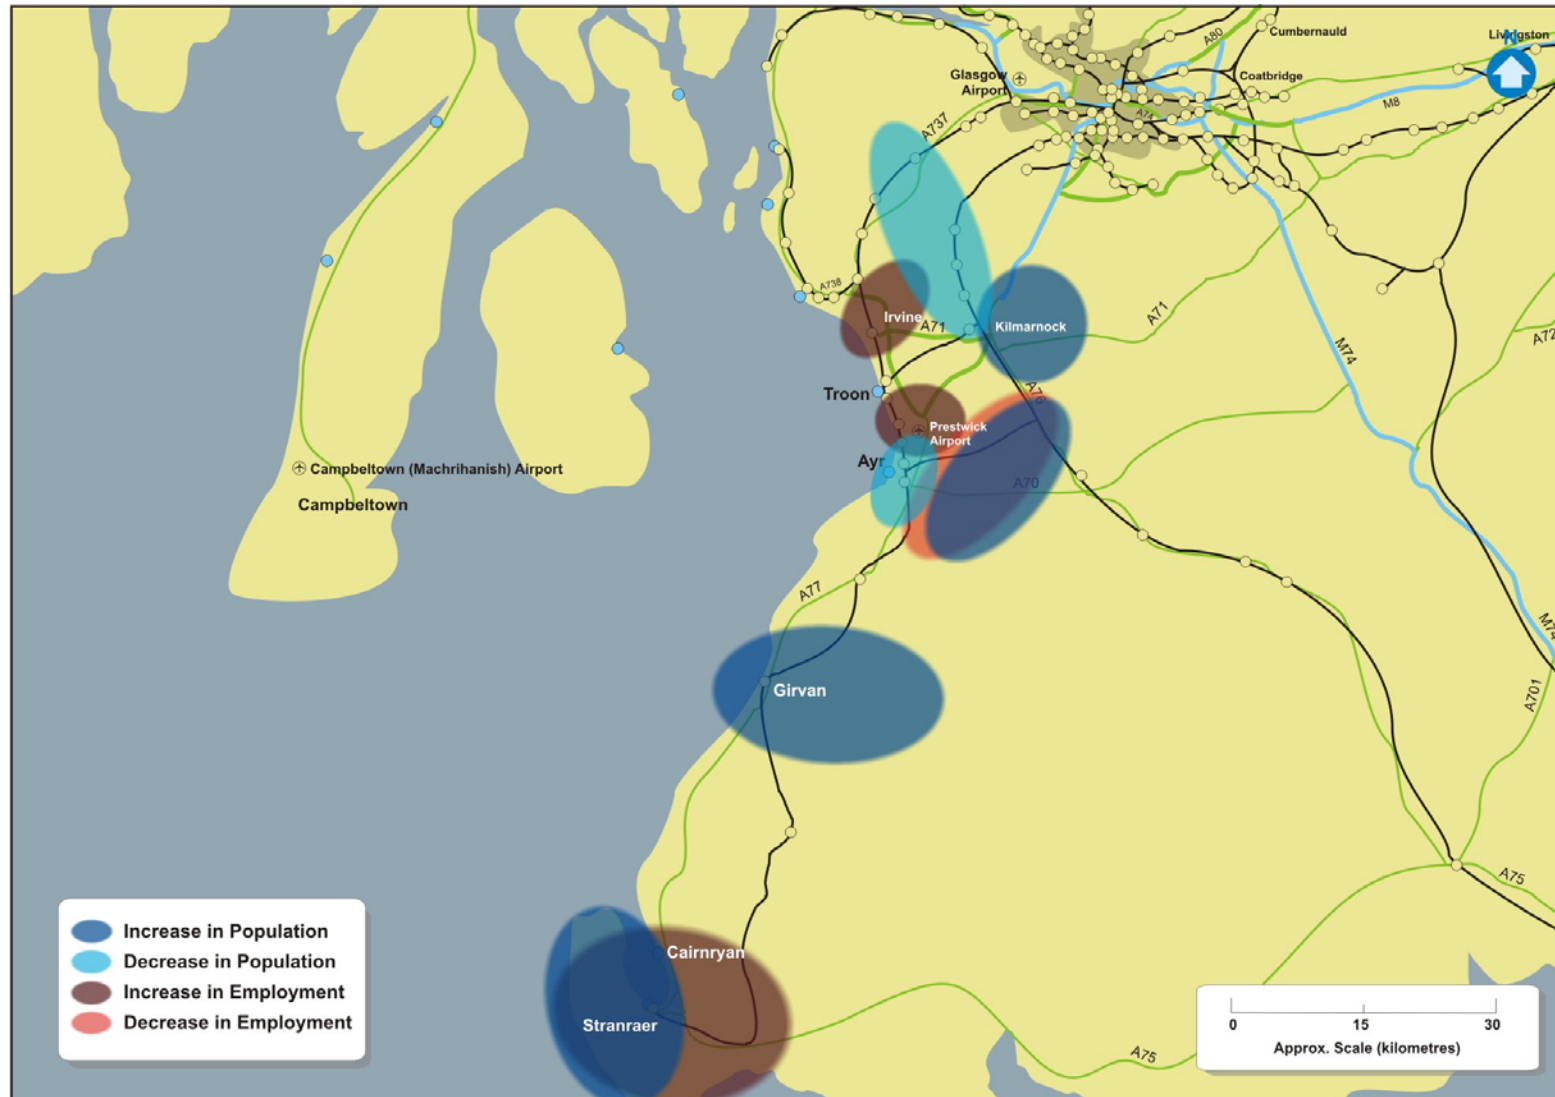 A80
Cumbernauld
N
Livingston
Glasgow
Airport
Coatbridge
M8
A74
A737
A738
Irvine
A71
Kilmarnock
A71
A72
M74
Troon
A76
Prestwick
Airport
Ayr
A70
Campbeltown (Machrihanish) Airport
Campbeltown
A77
M74
A701
Girvan
A75
Increase in Population
Decrease in Population
Increase in Employment
Decrease in Employment
Cairnryan
Stranraer
A75
0 15 30
Approx. Scale (kilometres)